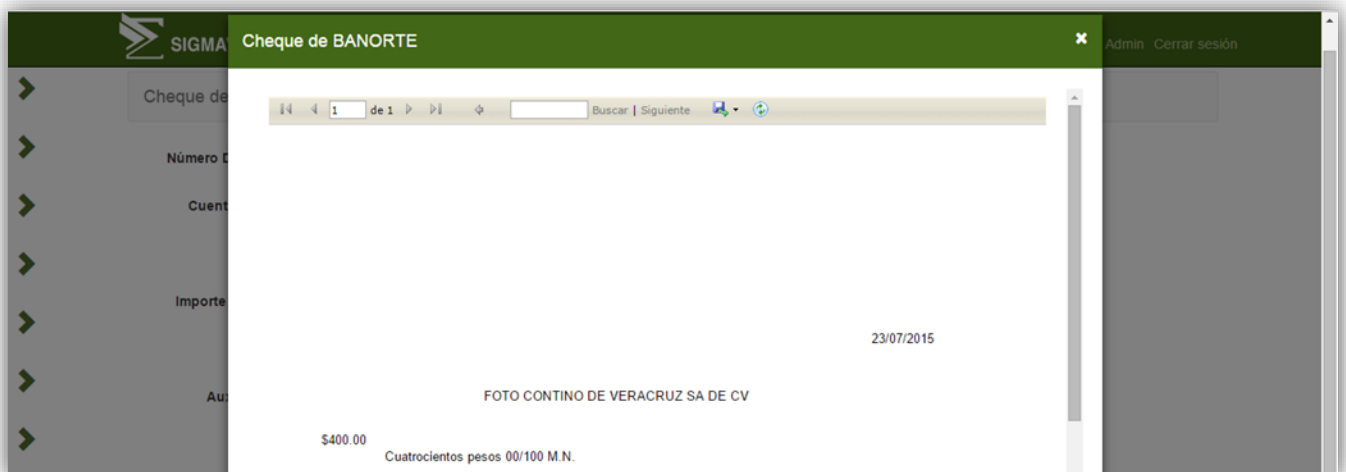 SIGMA
Cheque de BANORTE
Admin Cerrar sesión
Cheque de
1 de 1 Buscar | Siguiente
Número D
Cuent
Importe
23/07/2015
Au
FOTO CONTINO DE VERACRUZ SA DE CV
$400.00
Cuatrocientos pesos 00/100 M.N.